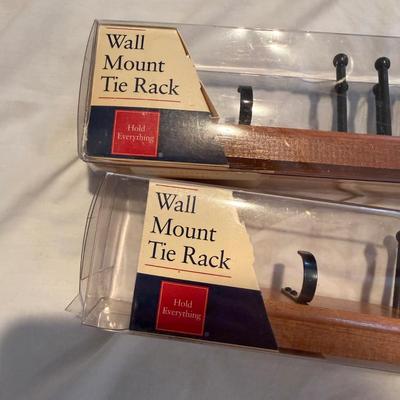 Wall
Mount
Tie Rack
Hold
Everything
Wall
Mount
Tie Rack
Hold
Everything